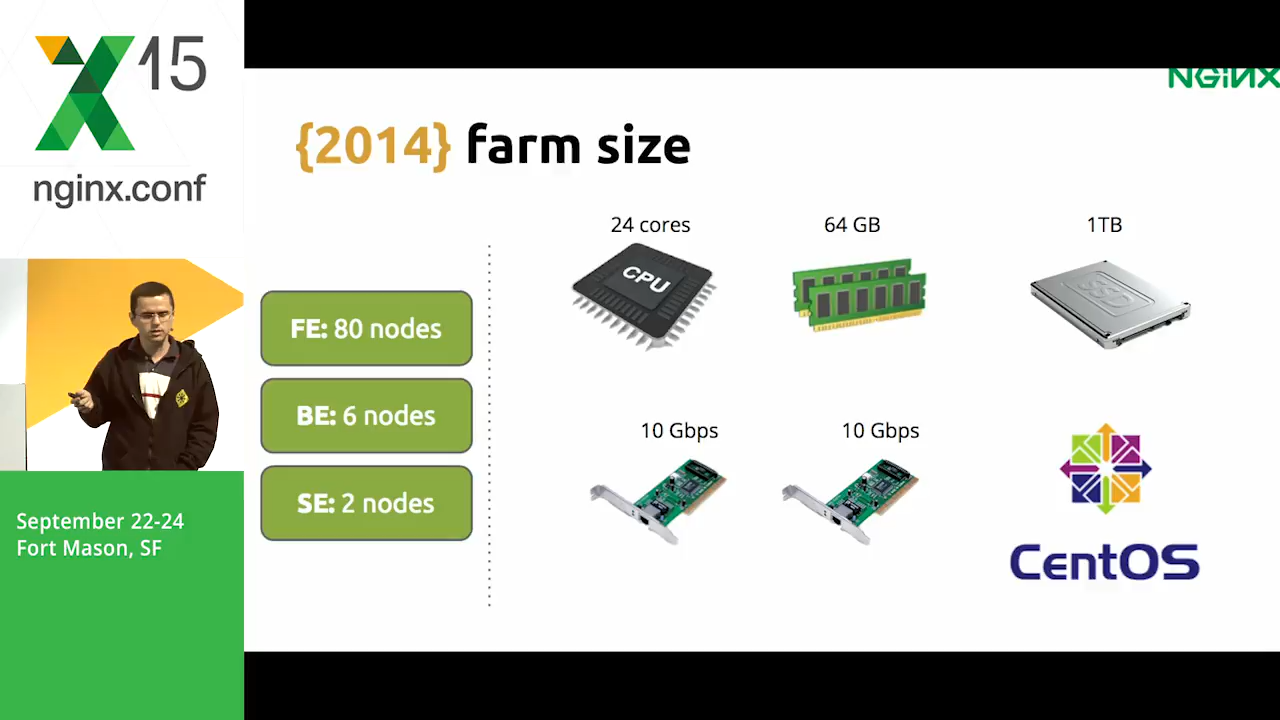 15
nginx.conf
September 22-24
Fort Mason, SF
NGiNX
{2014} farm size
FE: 80 nodes
BE: 6 nodes
SE: 2 nodes
24 cores
64 GB
1TB
CPU
SSD
10 Gbps
10 Gbps
CentOS